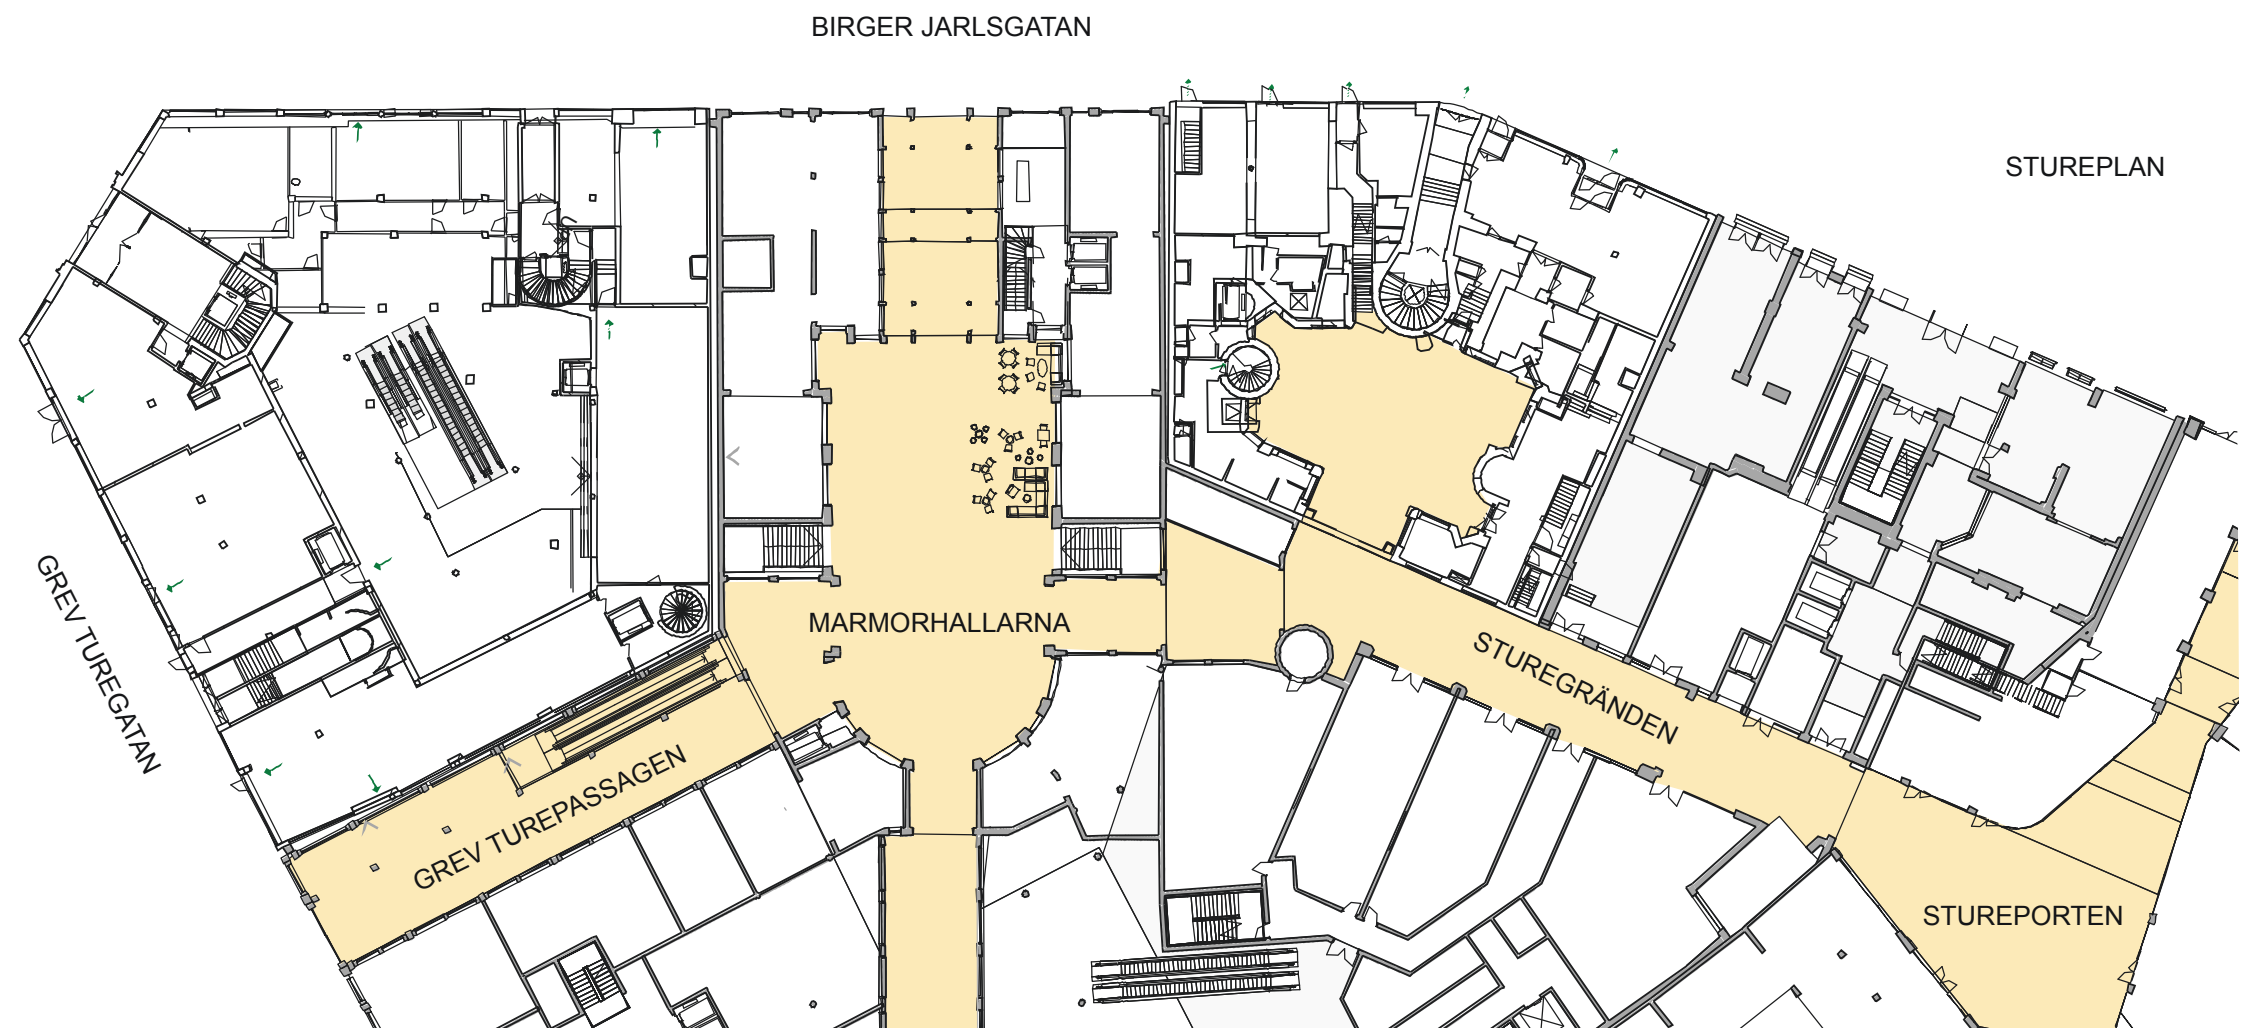 BIRGER JARLSGATAN
STUREPLAN
GREV TUREGATAN
MARMORHALLARNA
STUREGRÄNDEN
GREV TUREPASSAGEN
STUREPORTEN